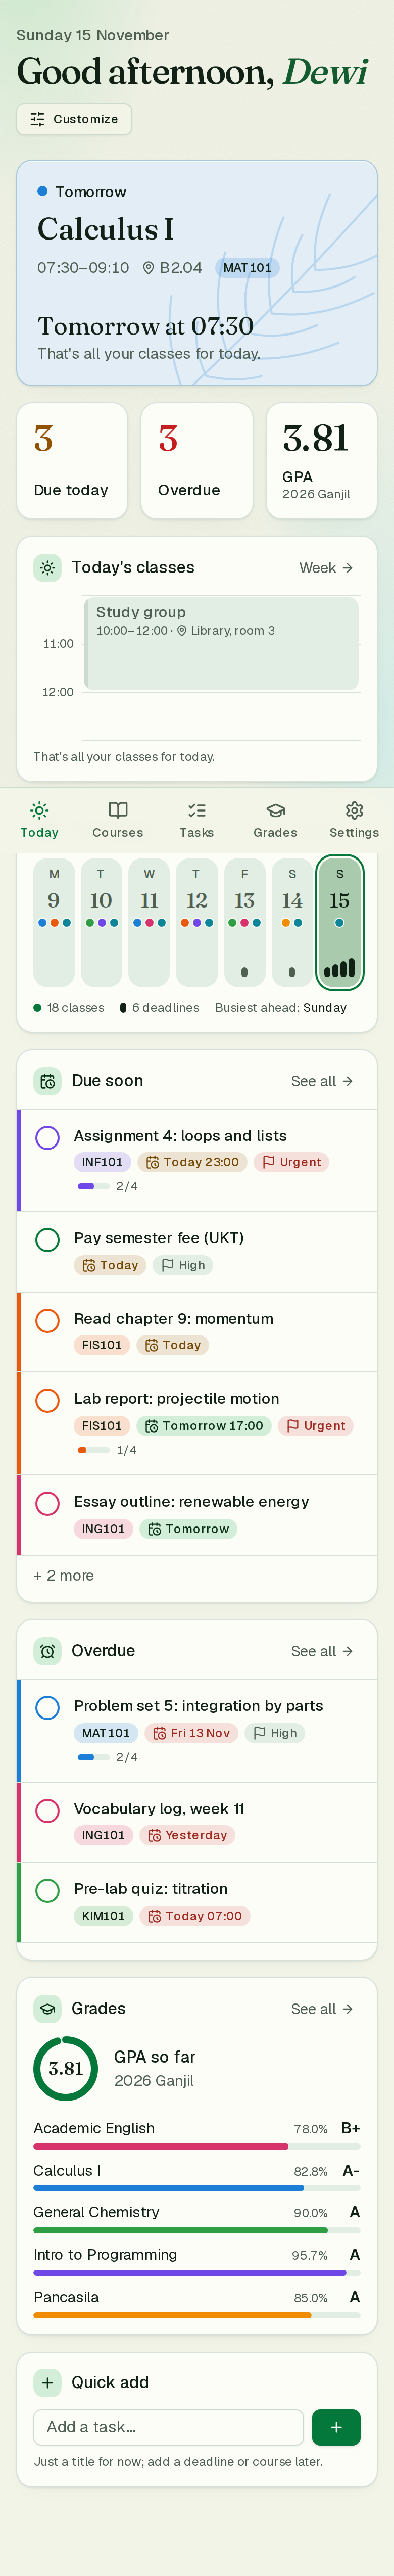 Sunday 15 November
Good afternoon, Dewi
Customize
Tomorrow
Calculus I
07:30–09:10 B2.04 MAT101
Tomorrow at 07:30
That's all your classes for today.
3
Due today
3
Overdue
3.81
GPA
2026 Ganjil
Today's classes
Week →
Study group
10:00–12:00 · Library, room 3
11:00
12:00
That's all your classes for today.
Today
Courses
Tasks
Grades
Settings
M T W T F S S
9 10 11 12 13 14 15
18 classes 6 deadlines Busiest ahead: Sunday
Due soon
See all →
Assignment 4: loops and lists
INF101 Today 23:00 Urgent
2/4
Pay semester fee (UKT)
Today High
Read chapter 9: momentum
FIS101 Today
Lab report: projectile motion
FIS101 Tomorrow 17:00 Urgent
1/4
Essay outline: renewable energy
ING101 Tomorrow
+ 2 more
Overdue
See all →
Problem set 5: integration by parts
MAT101 Fri 13 Nov High
2/4
Vocabulary log, week 11
ING101 Yesterday
Pre-lab quiz: titration
KIM101 Today 07:00
Grades
See all →
3.81
GPA so far
2026 Ganjil
Academic English 78.0% B+
Calculus I 82.8% A-
General Chemistry 90.0% A
Intro to Programming 95.7% A
Pancasila 85.0% A
Quick add
Add a task...
Just a title for now; add a deadline or course later.